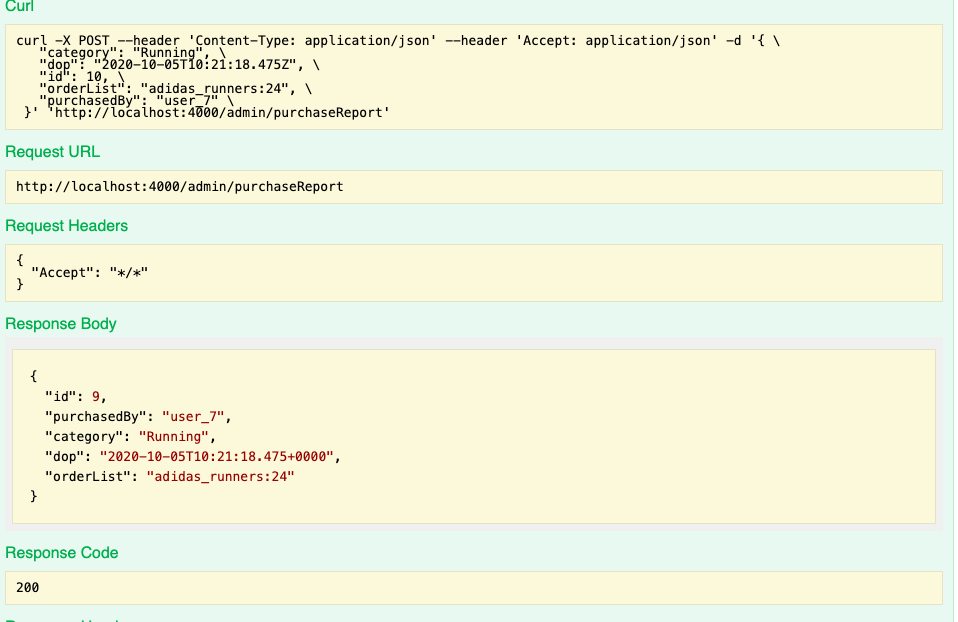 Curl
curl -X POST --header 'Content-Type: application/json' --header 'Accept: application/json' -d '{ \
"category": "Running", \
"dop": "2020-10-05T10:21:18.475Z", \
"id": 10, \
"orderList": "adidas_runners:24", \
"purchasedBy": "user_7" \
}' 'http://localhost:4000/admin/purchaseReport'
Request URL
http://localhost:4000/admin/purchaseReport
Request Headers
{
"Accept": "*/*"
}
Response Body
{
"id": 9,
"purchasedBy": "user_7",
"category": "Running",
"dop": "2020-10-05T10:21:18.475+0000",
"orderList": "adidas_runners:24"
}
Response Code
200